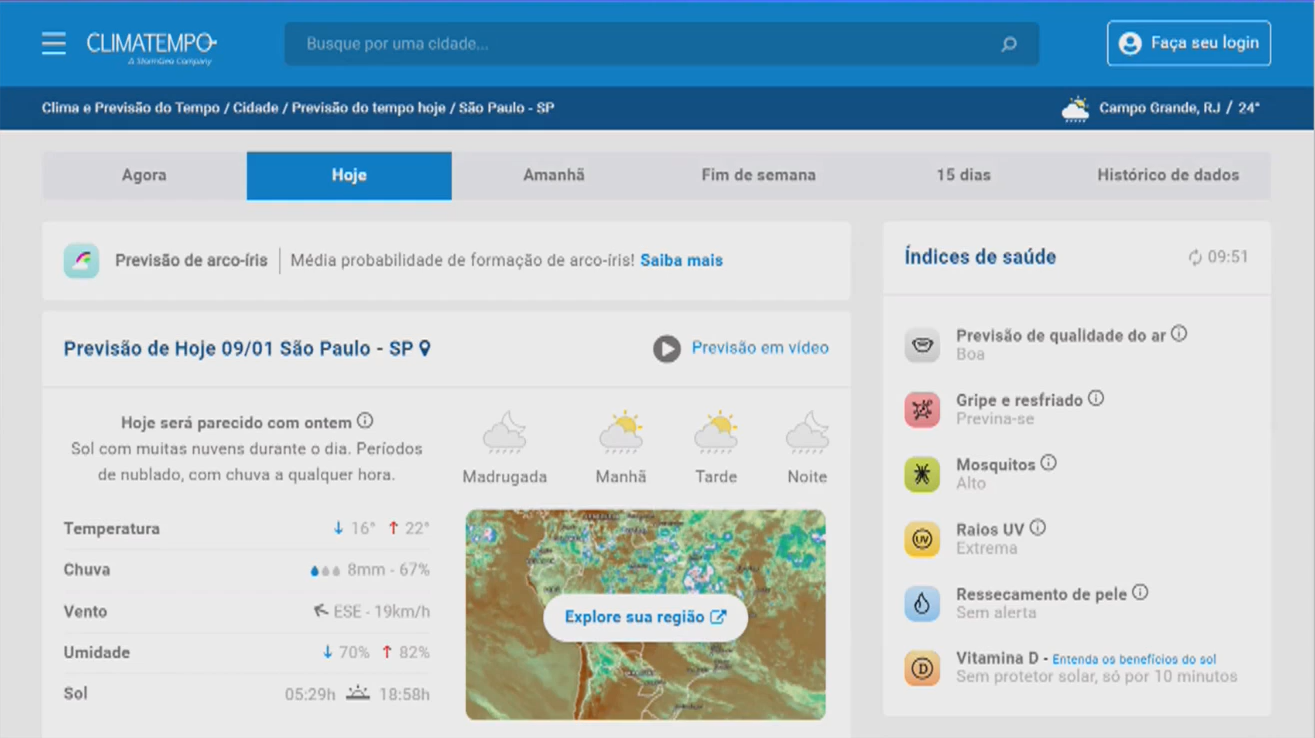 CLIMATEMPO
A StormGeo Company
Busque por uma cidade...
Faça seu login
Clima e Previsão do Tempo / Cidade / Previsão do tempo hoje / São Paulo - SP
Campo Grande, RJ / 24°
Agora
Hoje
Amanhã
Fim de semana
15 dias
Histórico de dados
Previsão de arco-íris
Média probabilidade de formação de arco-íris! Saiba mais
Previsão de Hoje 09/01 São Paulo - SP
Previsão em vídeo
Hoje será parecido com ontem
Sol com muitas nuvens durante o dia. Períodos
de nublado, com chuva a qualquer hora.
Madrugada
Manhã
Tarde
Noite
Temperatura 16° 22°
Chuva 8mm - 67%
Vento ESE - 19km/h
Umidade 70% 82%
Sol 05:29h 18:58h
Explore sua região
Índices de saúde
09:51
Previsão de qualidade do ar
Boa
Gripe e resfriado
Previna-se
Mosquitos
Alto
Raios UV
UV
Extrema
Ressecamento de pele
Sem alerta
D
Vitamina D - Entenda os benefícios do sol
Sem protetor solar, só por 10 minutos